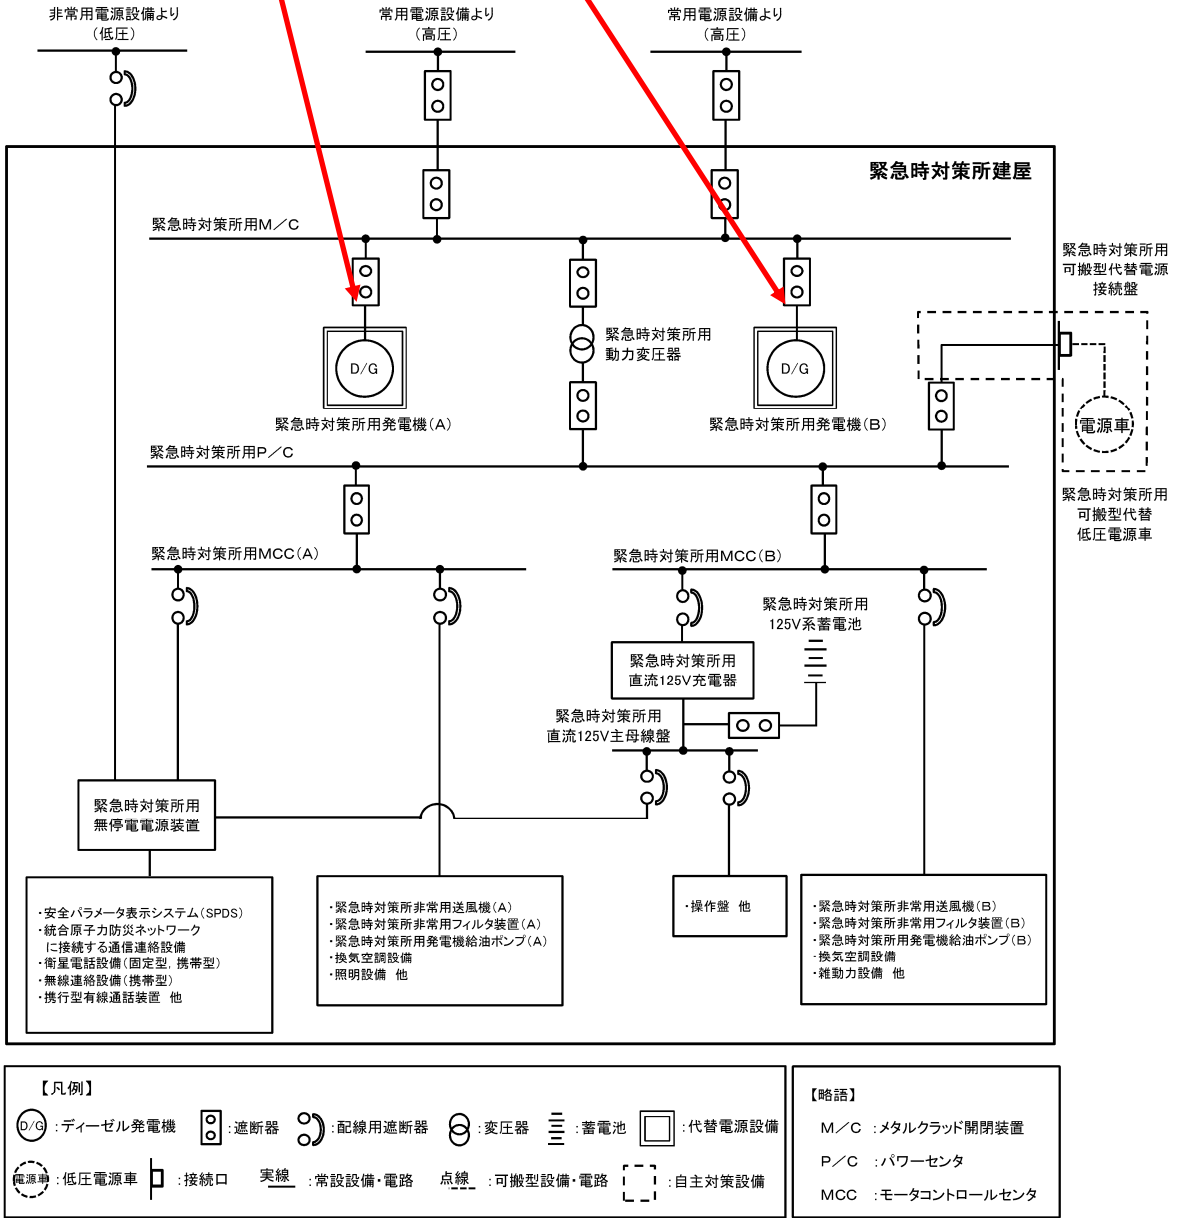 非常用電源設備より
（低圧）
常用電源設備より
（高圧）
常用電源設備より
（高圧）
緊急時対策所建屋
緊急時対策所用M／C
緊急時対策所用
可搬型代替電源
接続盤
緊急時対策所用
動力変圧器
D/G
D/G
緊急時対策所用発電機(A)
緊急時対策所用発電機(B)
電源車
緊急時対策所用P／C
緊急時対策所用
可搬型代替
低圧電源車
緊急時対策所用MCC(A)
緊急時対策所用MCC(B)
緊急時対策所用
125V系蓄電池
緊急時対策所用
直流125V充電器
緊急時対策所用
直流125V主母線盤
緊急時対策所用
無停電電源装置
・安全パラメータ表示システム(SPDS)
・統合原子力防災ネットワーク
に接続する通信連絡設備
・衛星電話設備(固定型，携帯型)
・無線連絡設備(携帯型)
・携行型有線通話装置 他
・緊急時対策所非常用送風機(A)
・緊急時対策所非常用フィルタ装置(A)
・緊急時対策所用発電機給油ポンプ(A)
・換気空調設備
・照明設備 他
・操作盤 他
・緊急時対策所非常用送風機(B)
・緊急時対策所非常用フィルタ装置(B)
・緊急時対策所用発電機給油ポンプ(B)
・換気空調設備
・雑動力設備 他
【凡例】
D/G ：ディーゼル発電機
：遮断器
：配線用遮断器
：変圧器
：蓄電池
：代替電源設備
電源車 ：低圧電源車
：接続口
実線 ：常設設備・電路
点線 ：可搬型設備・電路
：自主対策設備
【略語】
M／C ：メタルクラッド開閉装置
P／C ：パワーセンタ
MCC ：モータコントロールセンタ